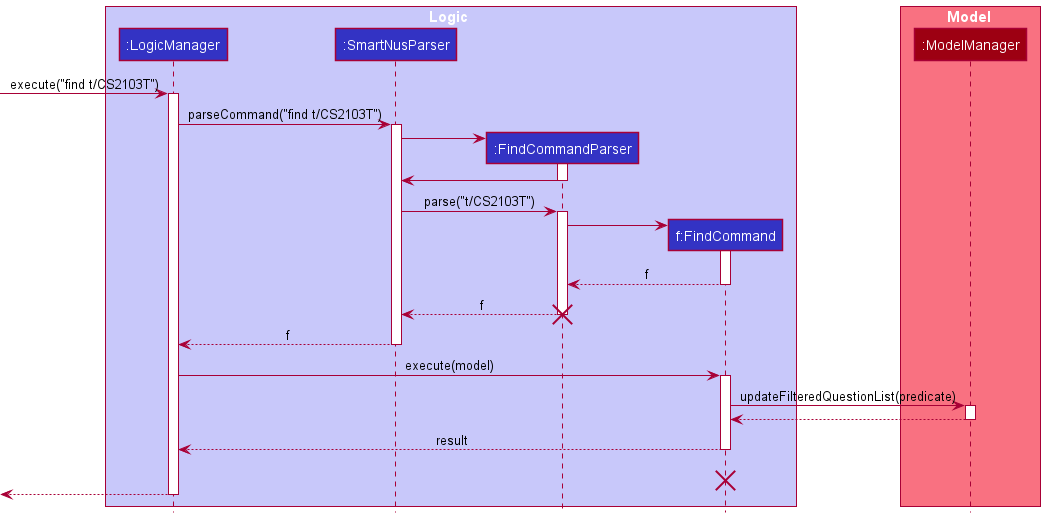 Logic
Model
:LogicManager
:SmartNusParser
:ModelManager
execute("find t/CS2103T")
parseCommand("find t/CS2103T")
:FindCommandParser
parse("t/CS2103T")
f:FindCommand
f
f
f
execute(model)
updateFilteredQuestionList(predicate)
result